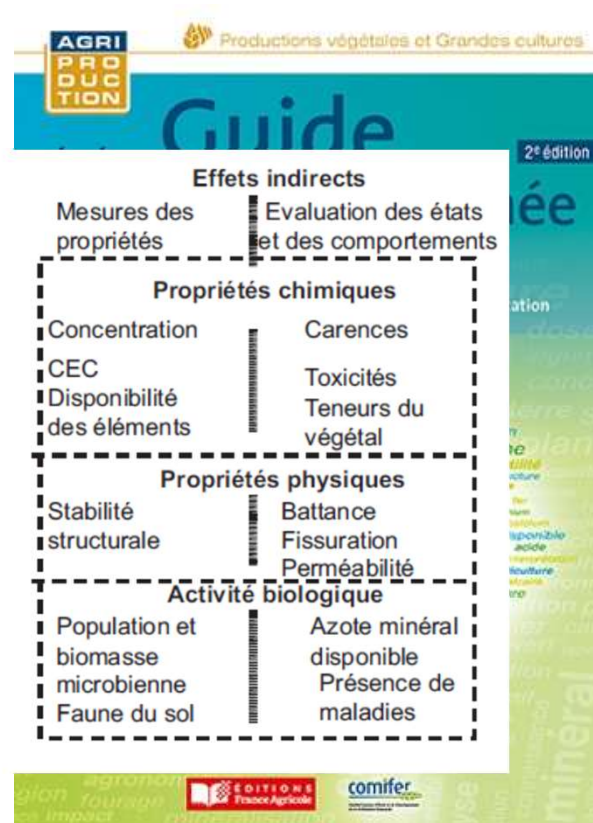 AGRI
PRO
DUC
TION
Productions végétales et Grandes cultures
Guide
2e édition
ée
Effets indirects
Mesures des propriétés
Evaluation des états et des comportements
Propriétés chimiques
Concentration
Carences
CEC
Disponibilité
des éléments
Toxicités
Teneurs du
végétal
Propriétés physiques
Stabilité
structurale
Battance
Fissuration
Perméabilité
Activité biologique
Population et
biomasse
microbienne
Faune du sol
Azote minéral
disponible
Présence de
maladies
ation
acide
minéral
EDITIONS
France Agricole
comifer